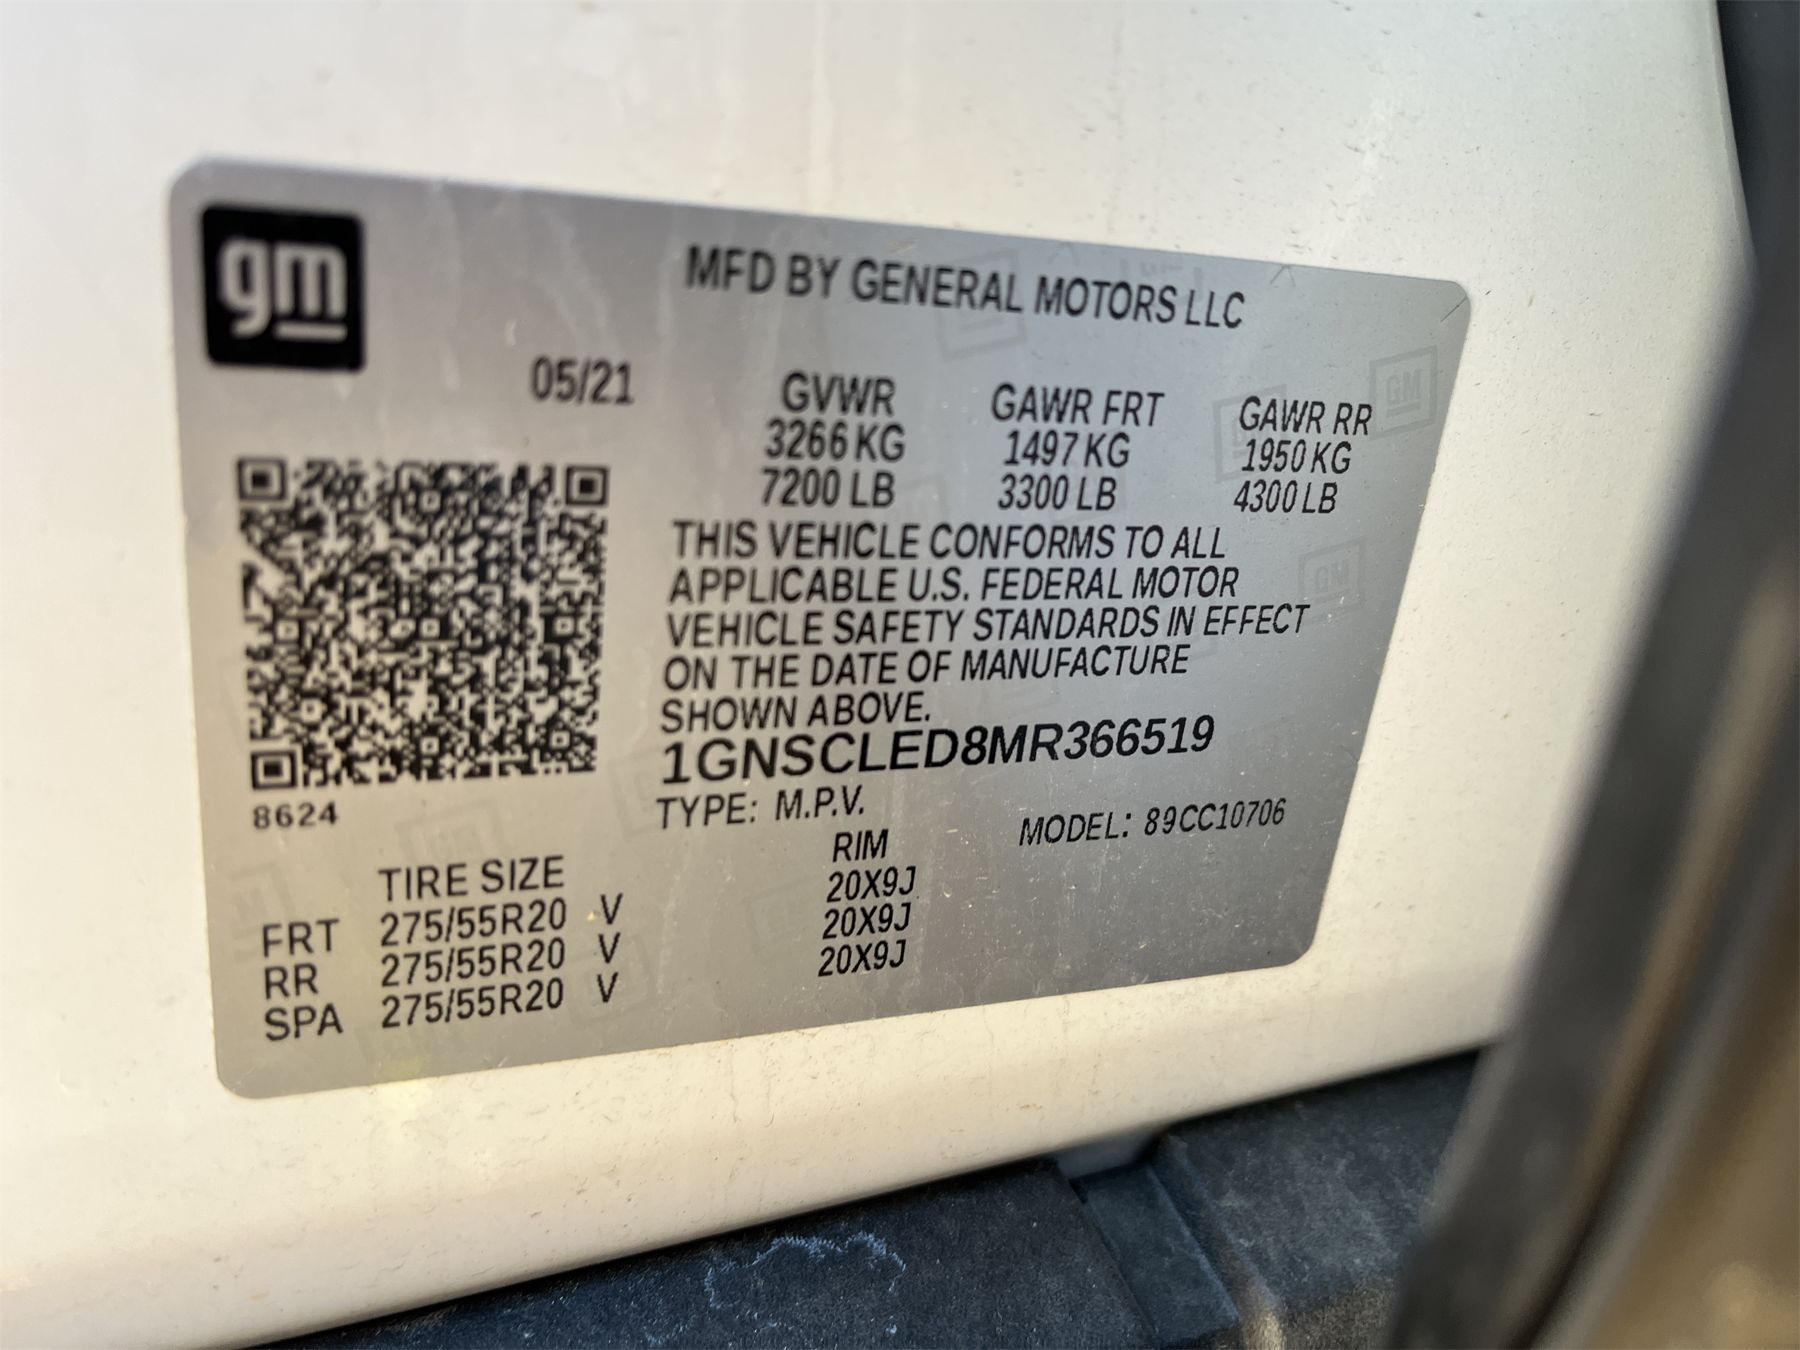 gm
MFD BY GENERAL MOTORS LLC
05/21
GVWR GAWR FRT GAWR RR
3266 KG 1497 KG 1950 KG
7200 LB 3300 LB 4300 LB
THIS VEHICLE CONFORMS TO ALL
APPLICABLE U.S. FEDERAL MOTOR
VEHICLE SAFETY STANDARDS IN EFFECT
ON THE DATE OF MANUFACTURE
SHOWN ABOVE.
1GNSCLED8MR366519
8624
TYPE: M.P.V. MODEL: 89CC10706
TIRE SIZE RIM
FRT 275/55R20 V 20X9J
RR 275/55R20 V 20X9J
SPA 275/55R20 V 20X9J
GM
GM